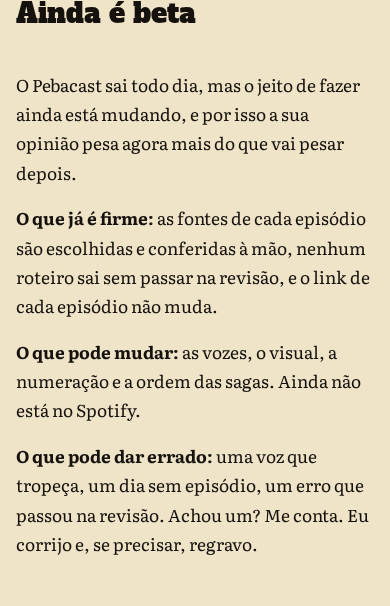 Ainda é beta
O Pebacast sai todo dia, mas o jeito de fazer
ainda está mudando, e por isso a sua
opinião pesa agora mais do que vai pesar
depois.
O que já é firme: as fontes de cada episódio
são escolhidas e conferidas à mão, nenhum
roteiro sai sem passar na revisão, e o link de
cada episódio não muda.
O que pode mudar: as vozes, o visual, a
numeração e a ordem das sagas. Ainda não
está no Spotify.
O que pode dar errado: uma voz que
tropeça, um dia sem episódio, um erro que
passou na revisão. Achou um? Me conta. Eu
corrijo e, se precisar, regravo.